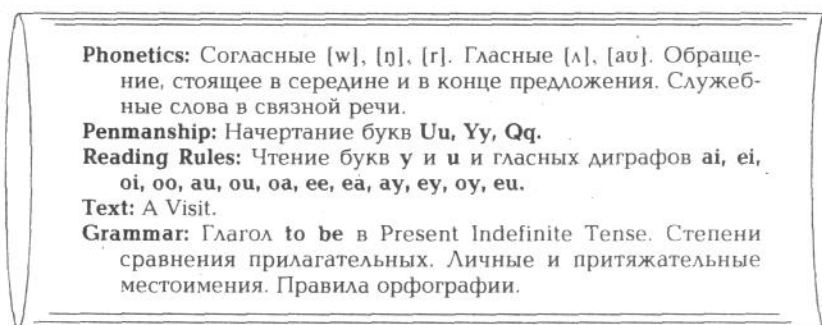 Phonetics: Согласные [w], [ŋ], [r]. Гласные [ʌ], [aʊ]. Обраще-
ние, стоящее в середине и в конце предложения. Служеб-
ные слова в связной речи.
Penmanship: Начертание букв Uu, Yy, Qq.
Reading Rules: Чтение букв y и u и гласных диграфов ai, ei,
oi, oo, au, ou, oa, ee, ea, ay, ey, oy, eu.
Text: A Visit.
Grammar: Глагол to be в Present Indefinite Tense. Степени
сравнения прилагательных. Личные и притяжательные
местоимения. Правила орфографии.